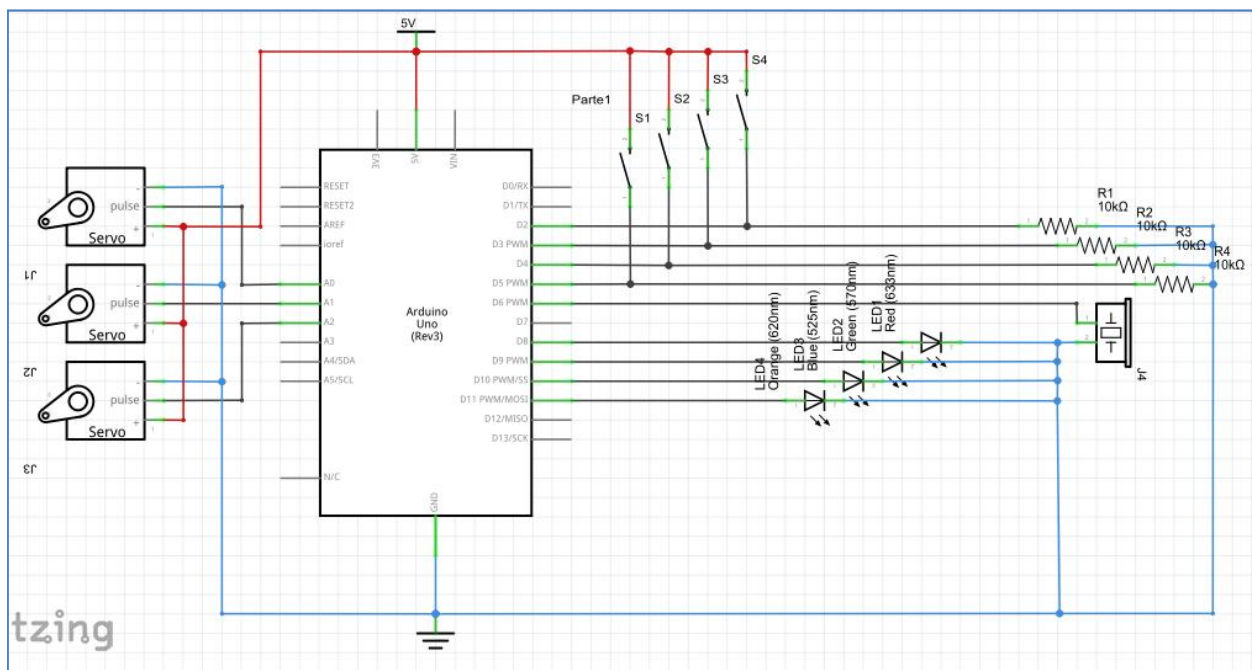 5V
Parte1
S1
S2
S3
S4
3V3
5V
VIN
RESET
RESET2
AREF
ioref
A0
A1
A2
A3
A4/SDA
A5/SCL
N/C
Arduino
Uno
(Rev3)
D0/RX
D1/TX
D2
D3 PWM
D4
D5 PWM
D6 PWM
D7
D8
D9 PWM
D10 PWM/SS
D11 PWM/MOSI
D12/MISO
D13/SCK
GND
-
pulse
+
Servo
J1
-
pulse
+
Servo
J2
-
pulse
+
Servo
J3
R1
10kΩ
R2
10kΩ
R3
10kΩ
R4
10kΩ
LED1
Red (633nm)
LED2
Green (570nm)
LED3
Blue (525nm)
LED4
Orange (620nm)
J4
tzing